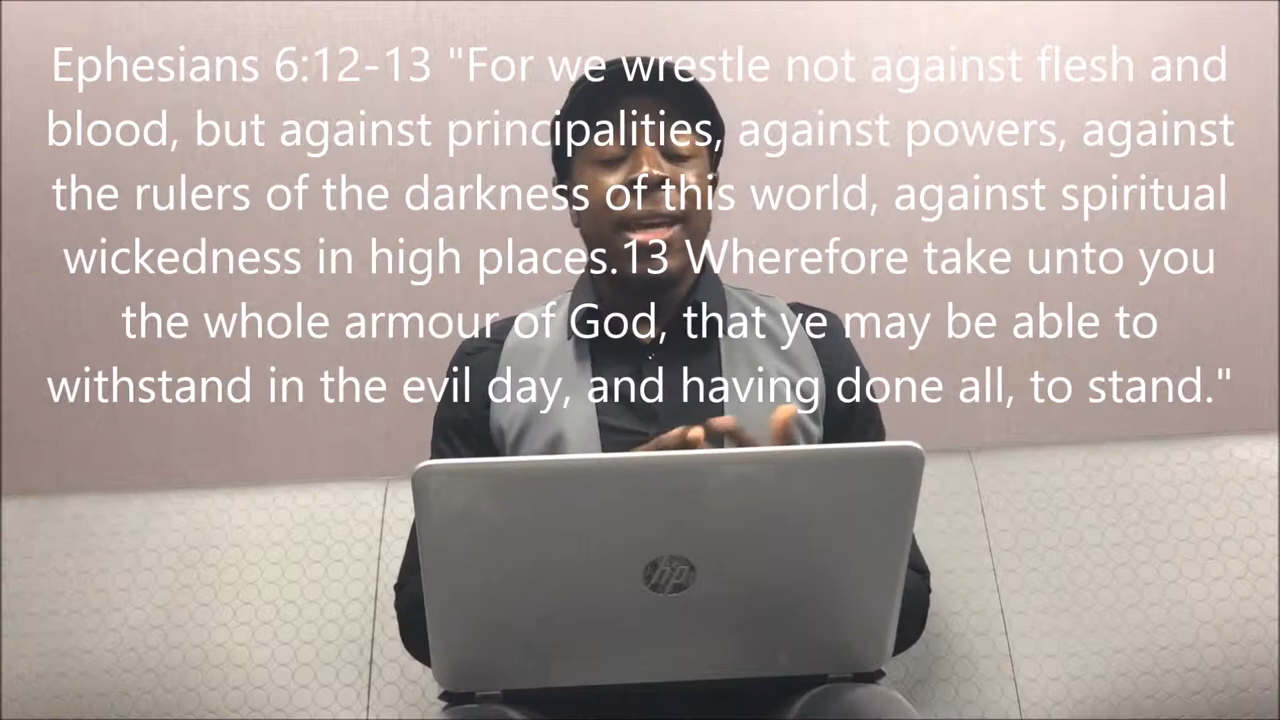 Ephesians 6:12-13 "For we wrestle not against flesh and
blood, but against principalities, against powers, against
the rulers of the darkness of this world, against spiritual
wickedness in high places.13 Wherefore take unto you
the whole armour of God, that ye may be able to
withstand in the evil day, and having done all, to stand."
hp